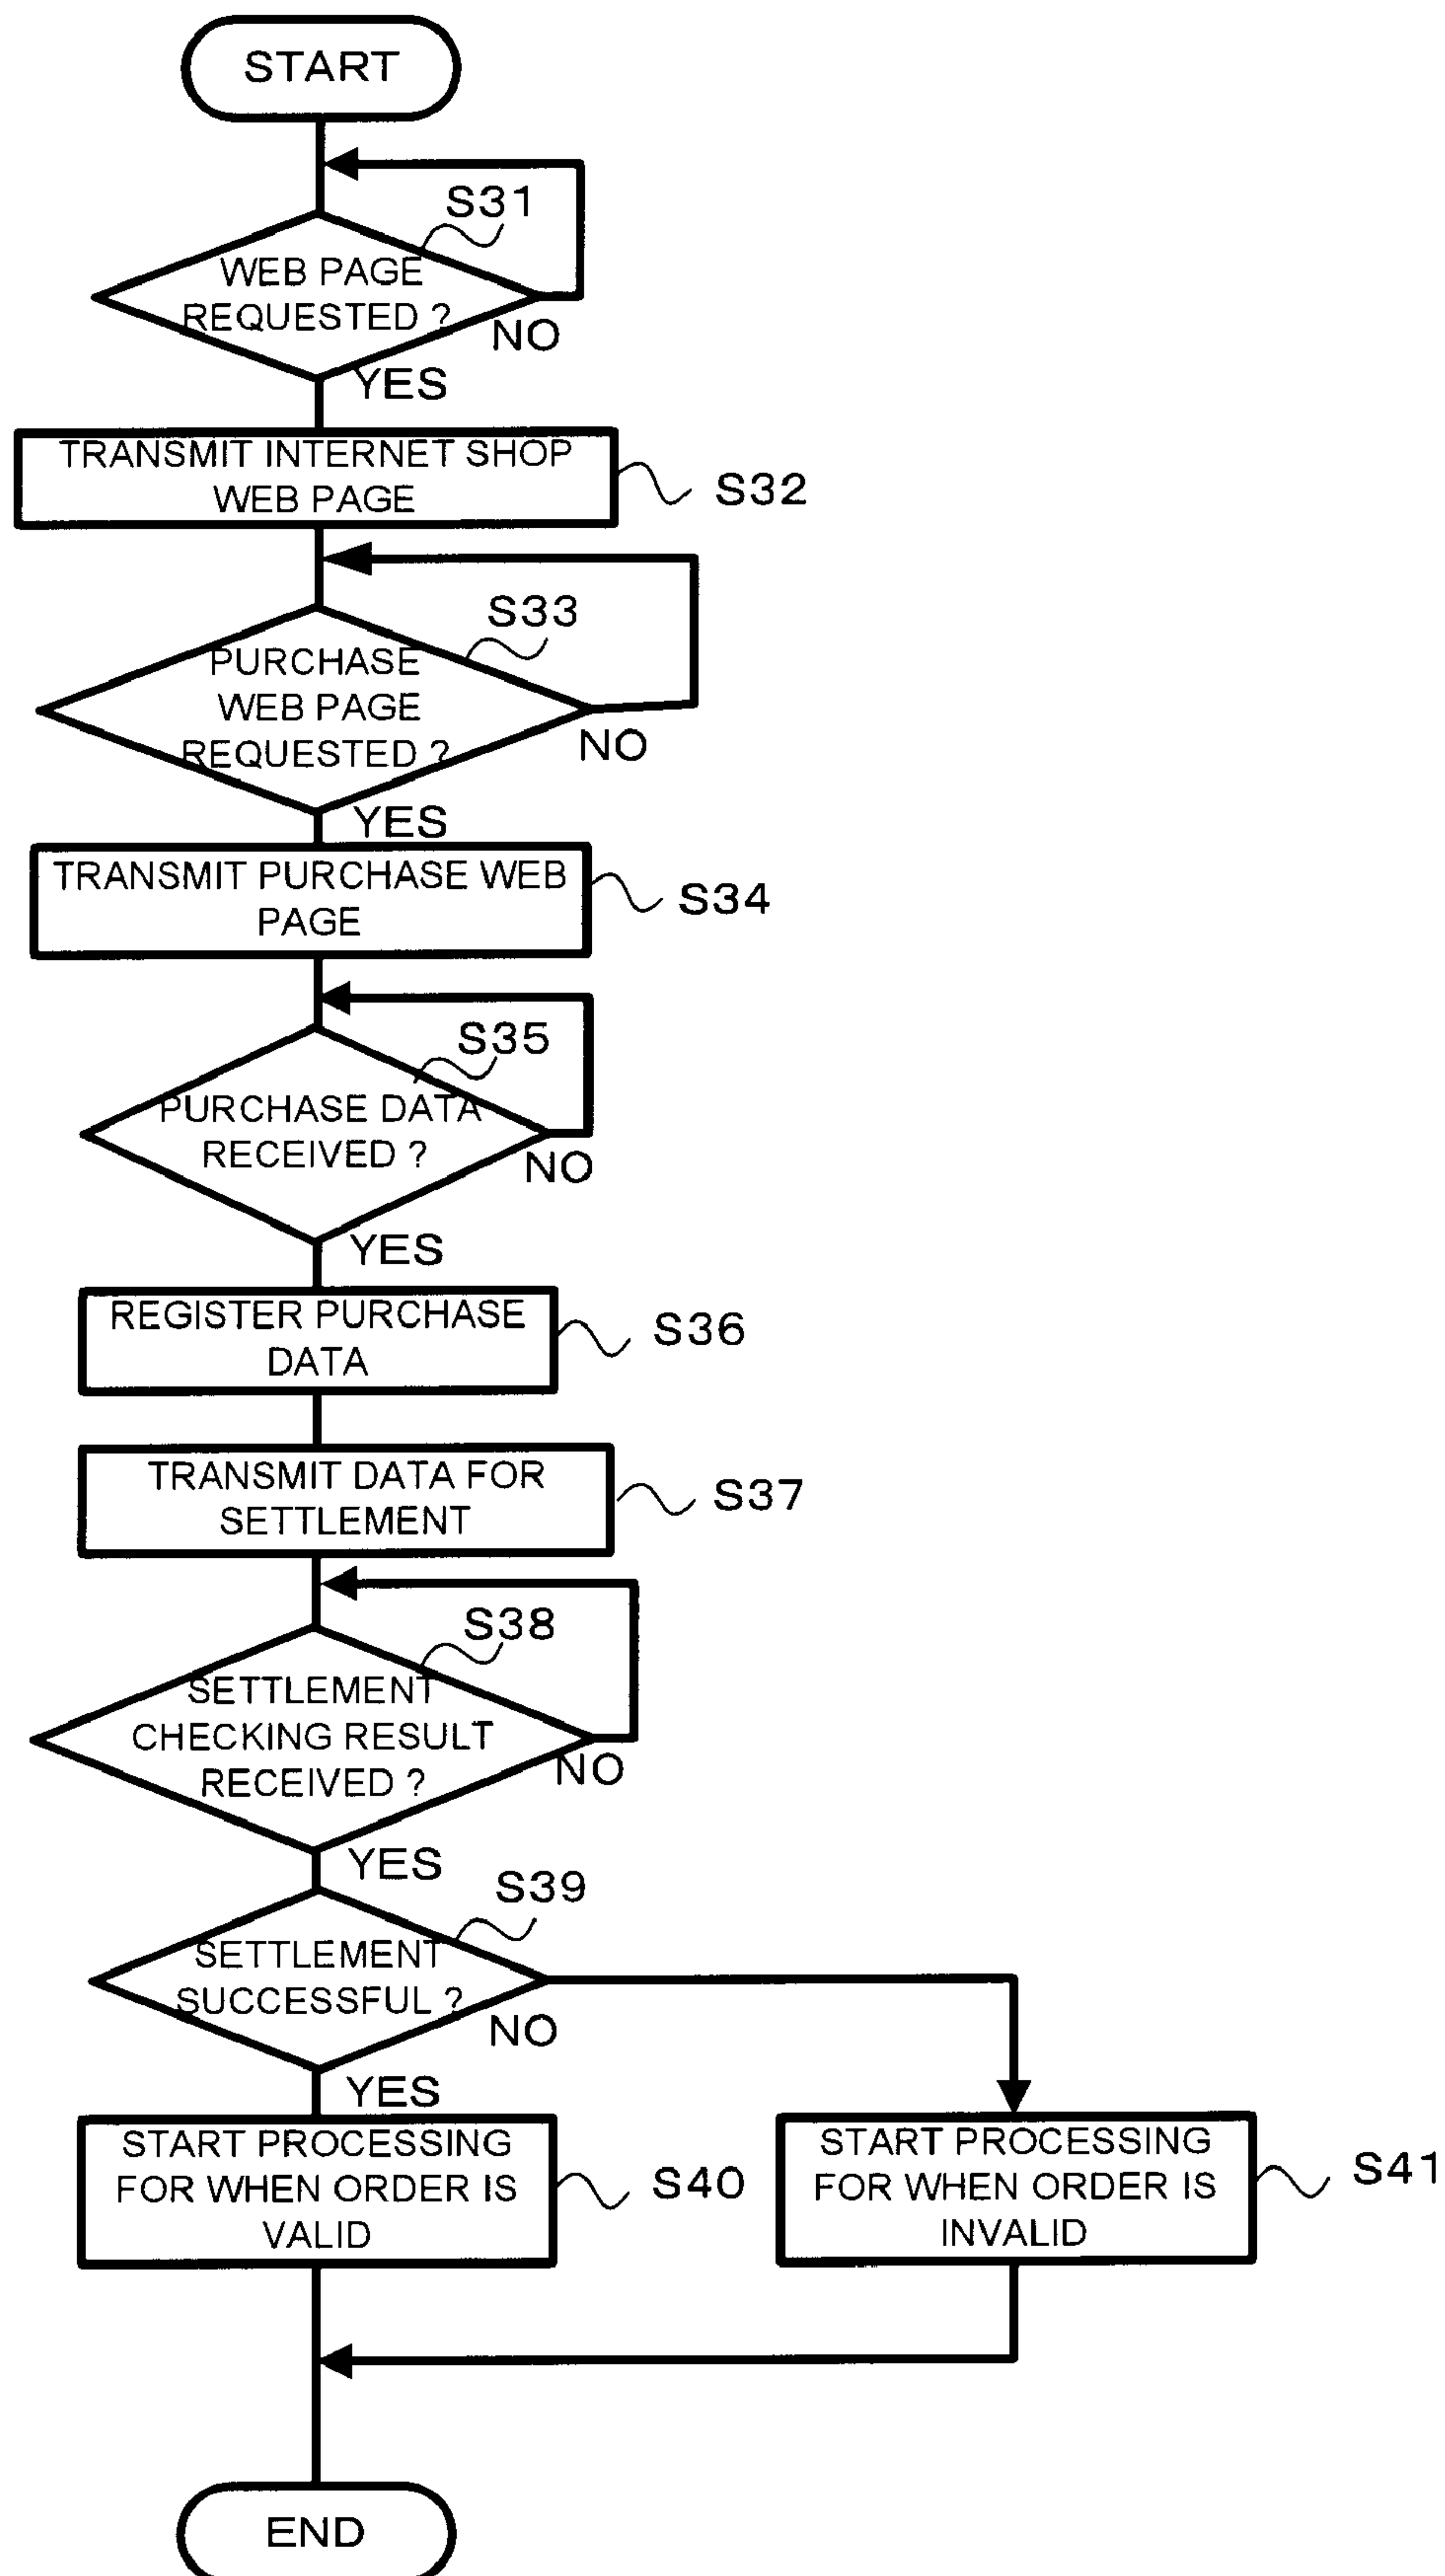 START
S31
WEB PAGE
REQUESTED ?
NO
YES
TRANSMIT INTERNET SHOP
WEB PAGE
S32
S33
PURCHASE
WEB PAGE
REQUESTED ?
NO
YES
TRANSMIT PURCHASE WEB
PAGE
S34
S35
PURCHASE DATA
RECEIVED ?
NO
YES
REGISTER PURCHASE
DATA
S36
TRANSMIT DATA FOR
SETTLEMENT
S37
S38
SETTLEMENT
CHECKING RESULT
RECEIVED ?
NO
YES
S39
SETTLEMENT
SUCCESSFUL ?
NO
YES
START PROCESSING
FOR WHEN ORDER IS
VALID
S40
START PROCESSING
FOR WHEN ORDER IS
INVALID
S41
END